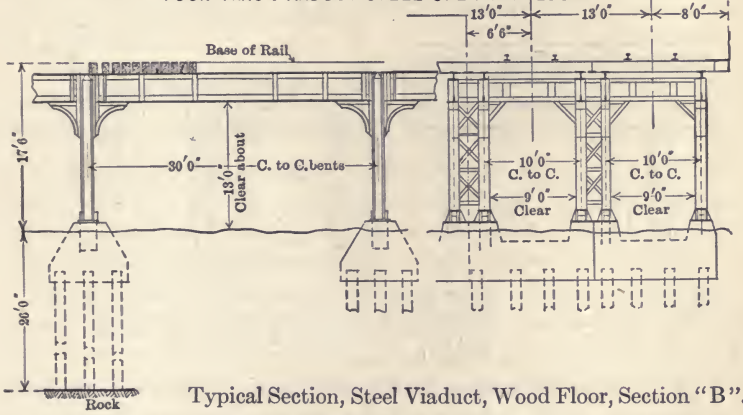 13'0"
13'0"
8'0"
6'6"
Base of Rail
17'6"
30'0"
C. to C. bents
13'0"
Clear about
10'0"
C. to C.
9'0"
Clear
10'0"
C. to C.
9'0"
Clear
26'0"
Rock
Typical Section, Steel Viaduct, Wood Floor, Section "B".